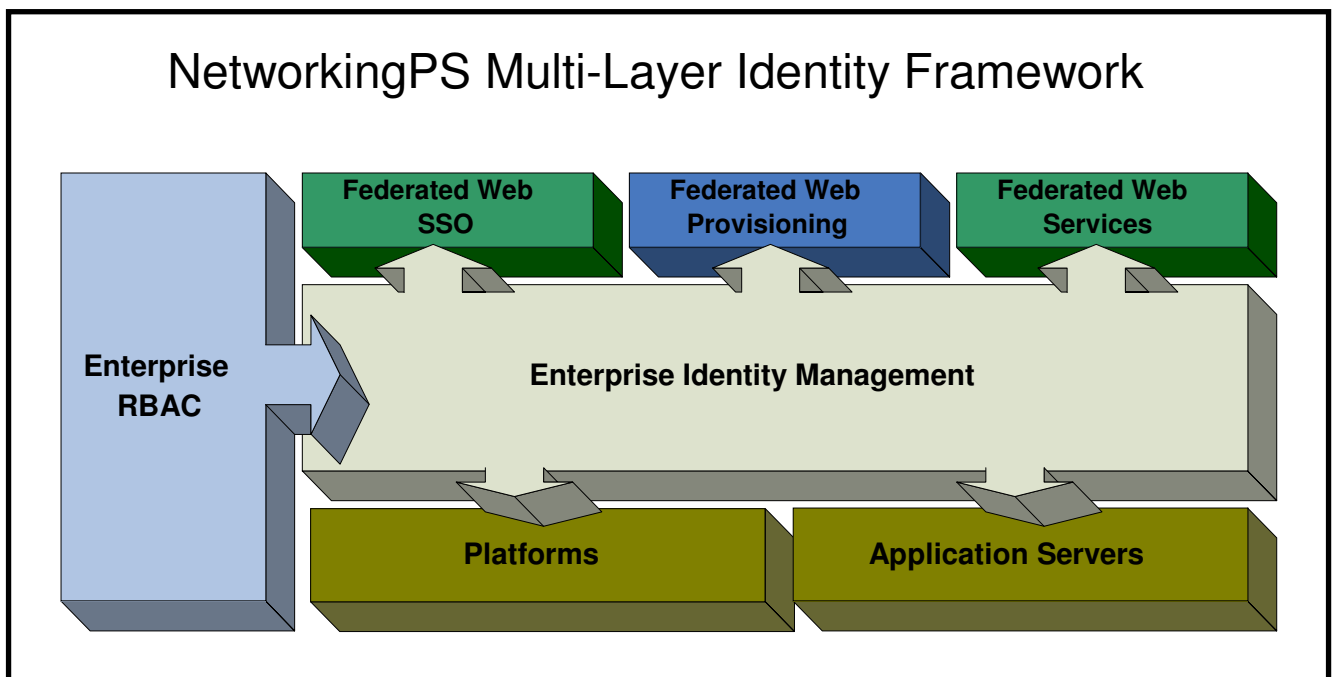 NetworkingPS Multi-Layer Identity Framework
Federated Web
SSO
Federated Web
Provisioning
Federated Web
Services
Enterprise
RBAC
Enterprise Identity Management
Platforms
Application Servers